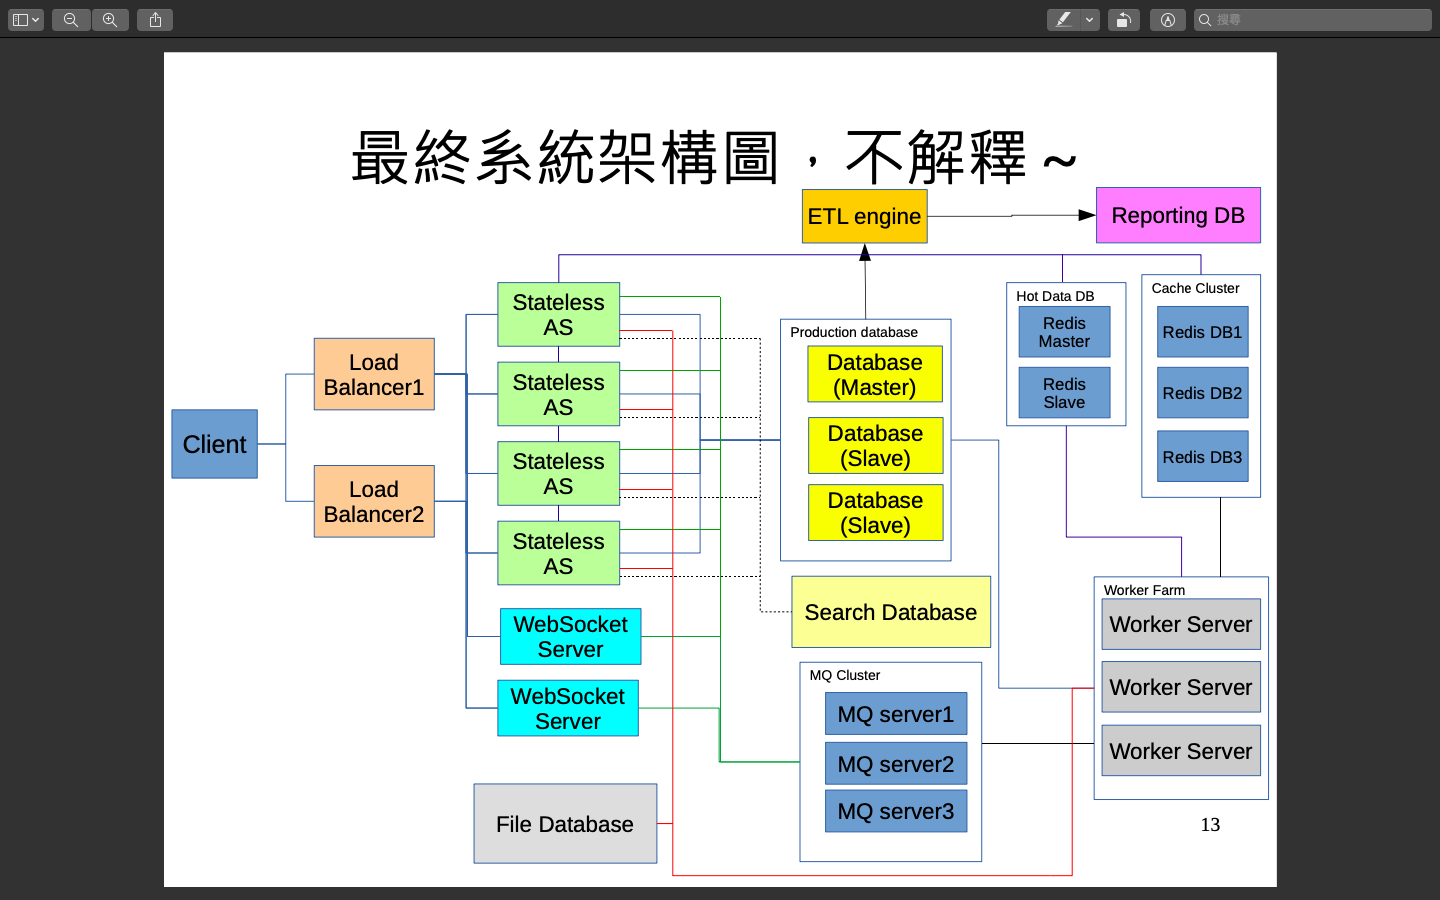 搜尋
最終系統架構圖，不解釋~
ETL engine
Reporting DB
Stateless
AS
Stateless
AS
Stateless
AS
Stateless
AS
Load
Balancer1
Load
Balancer2
Client
WebSocket
Server
WebSocket
Server
File Database
Production database
Database
(Master)
Database
(Slave)
Database
(Slave)
Search Database
MQ Cluster
MQ server1
MQ server2
MQ server3
Hot Data DB
Redis
Master
Redis
Slave
Cache Cluster
Redis DB1
Redis DB2
Redis DB3
Worker Farm
Worker Server
Worker Server
Worker Server
13